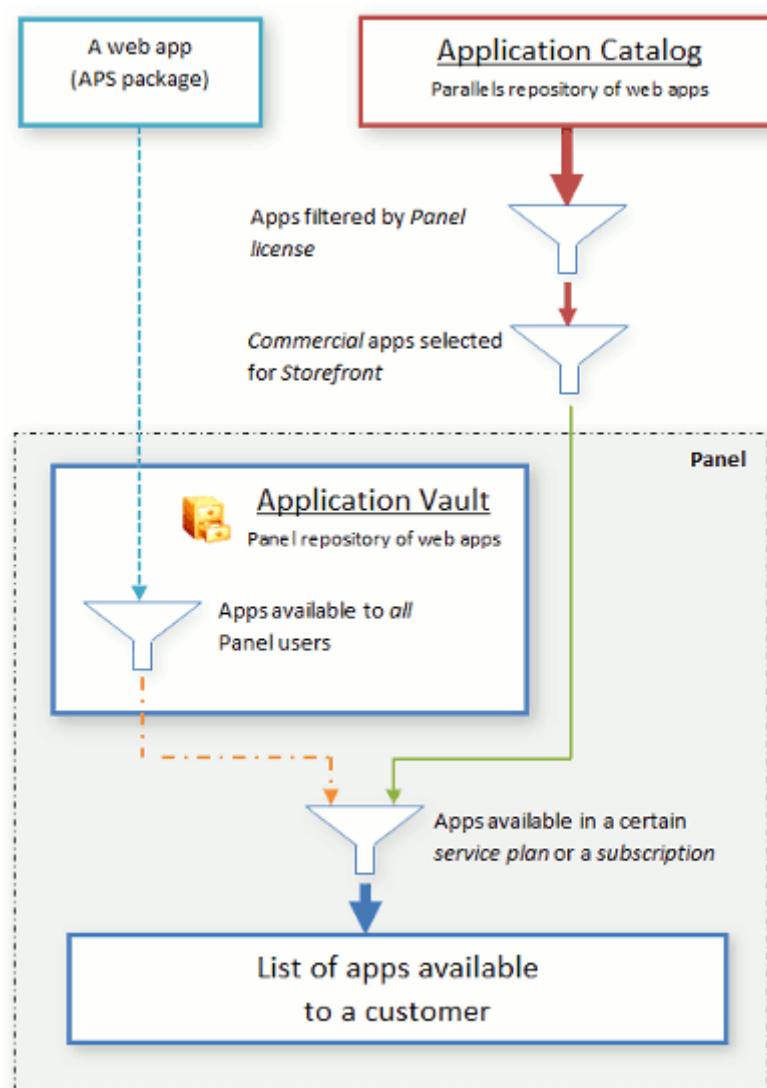 A web app
(APS package)
Application Catalog
Parallels repository of web apps
Apps filtered by Panel
license
Commercial apps selected
for Storefront
Panel
Application Vault
Panel repository of web apps
Apps available to all
Panel users
Apps available in a certain
service plan or a subscription
List of apps available
to a customer